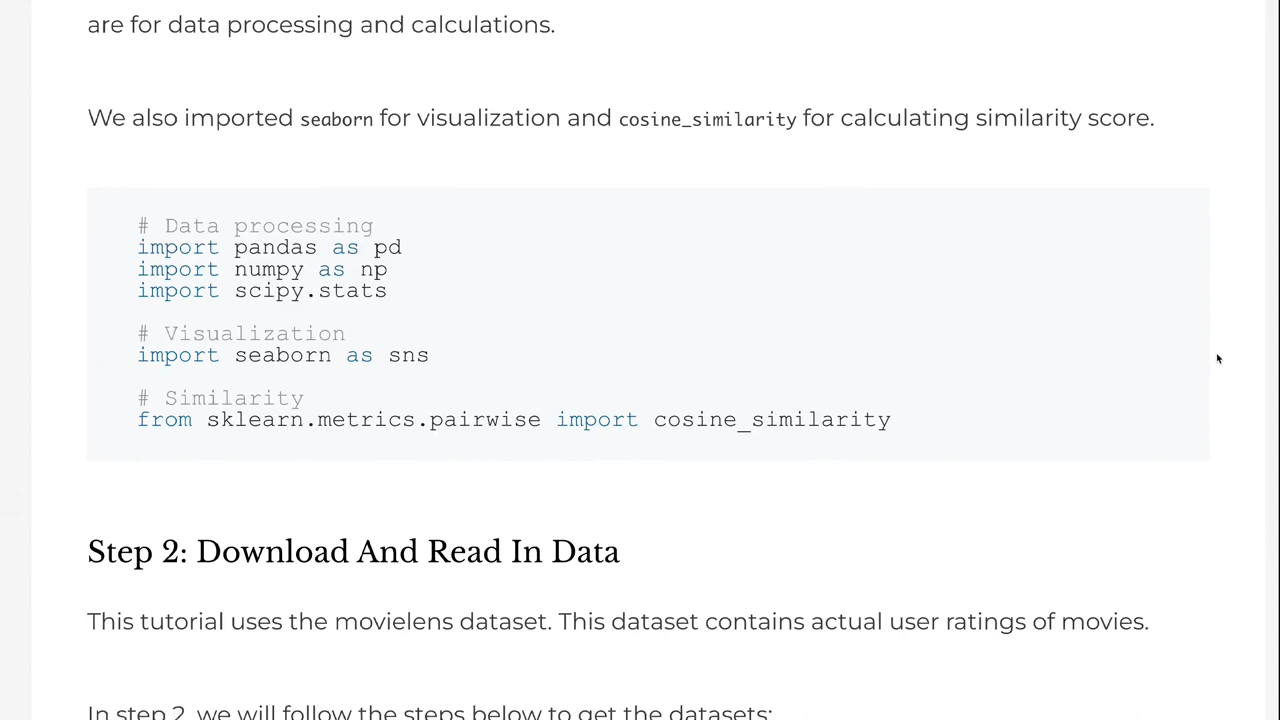 are for data processing and calculations.
We also imported seaborn for visualization and cosine_similarity for calculating similarity score.
# Data processing
import pandas as pd
import numpy as np
import scipy.stats
# Visualization
import seaborn as sns
# Similarity
from sklearn.metrics.pairwise import cosine_similarity
Step 2: Download And Read In Data
This tutorial uses the movielens dataset. This dataset contains actual user ratings of movies.
In step 2, we will follow the steps below to get the datasets: